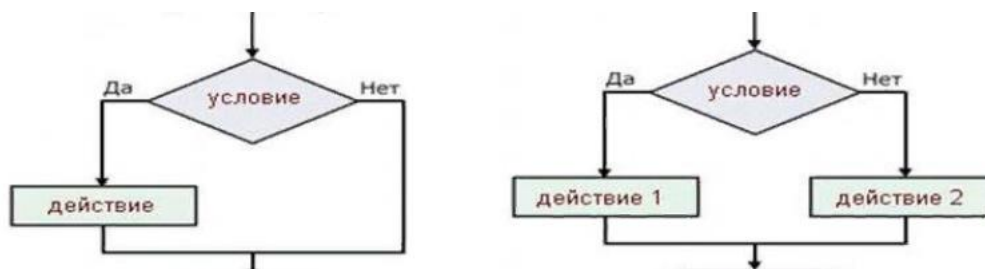 Да
условие
Нет
действие
Да
условие
Нет
действие 1
действие 2